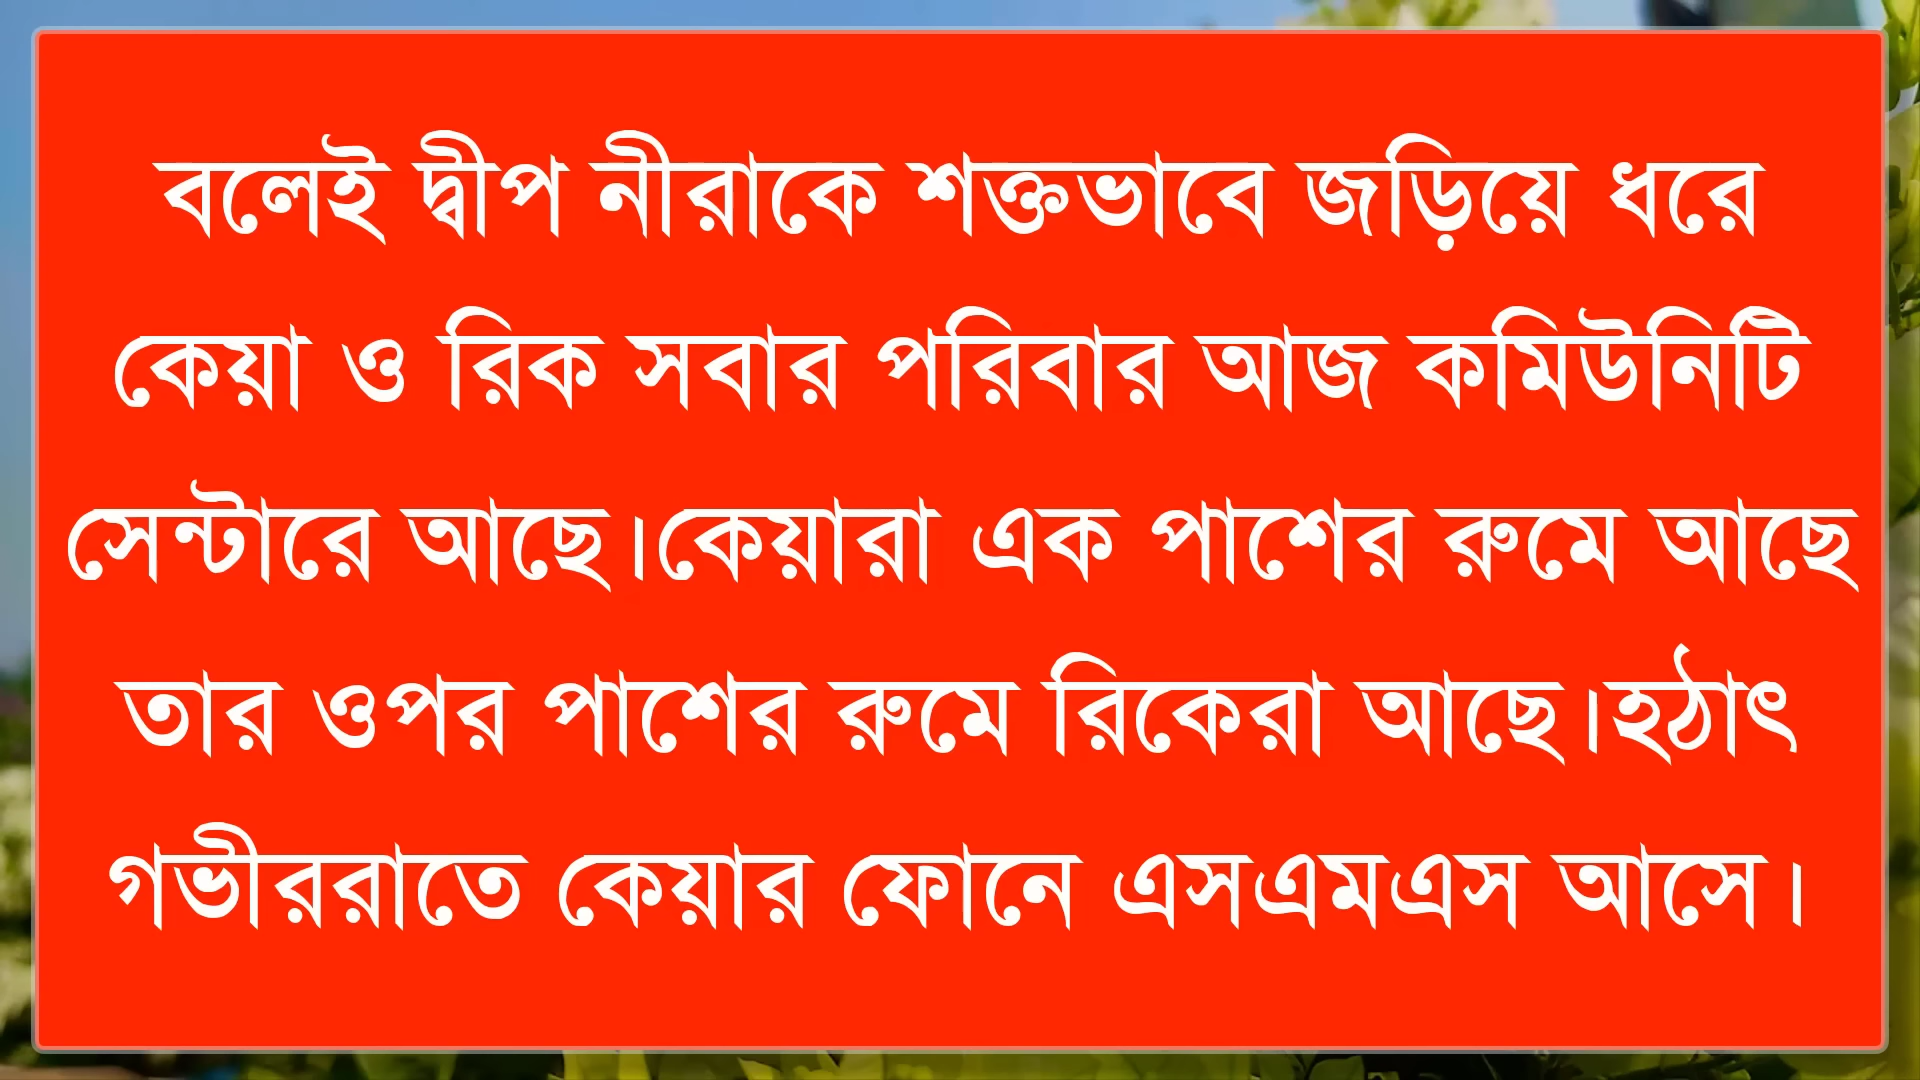 বলেই দ্বীপ নীরাকে শক্তভাবে জড়িয়ে ধরে
কেয়া ও রিক সবার পরিবার আজ কমিউনিটি
সেন্টারে আছে।কেয়ারা এক পাশের রুমে আছে
তার ওপর পাশের রুমে রিকেরা আছে।হঠাৎ
গভীররাতে কেয়ার ফোনে এসএমএস আসে।